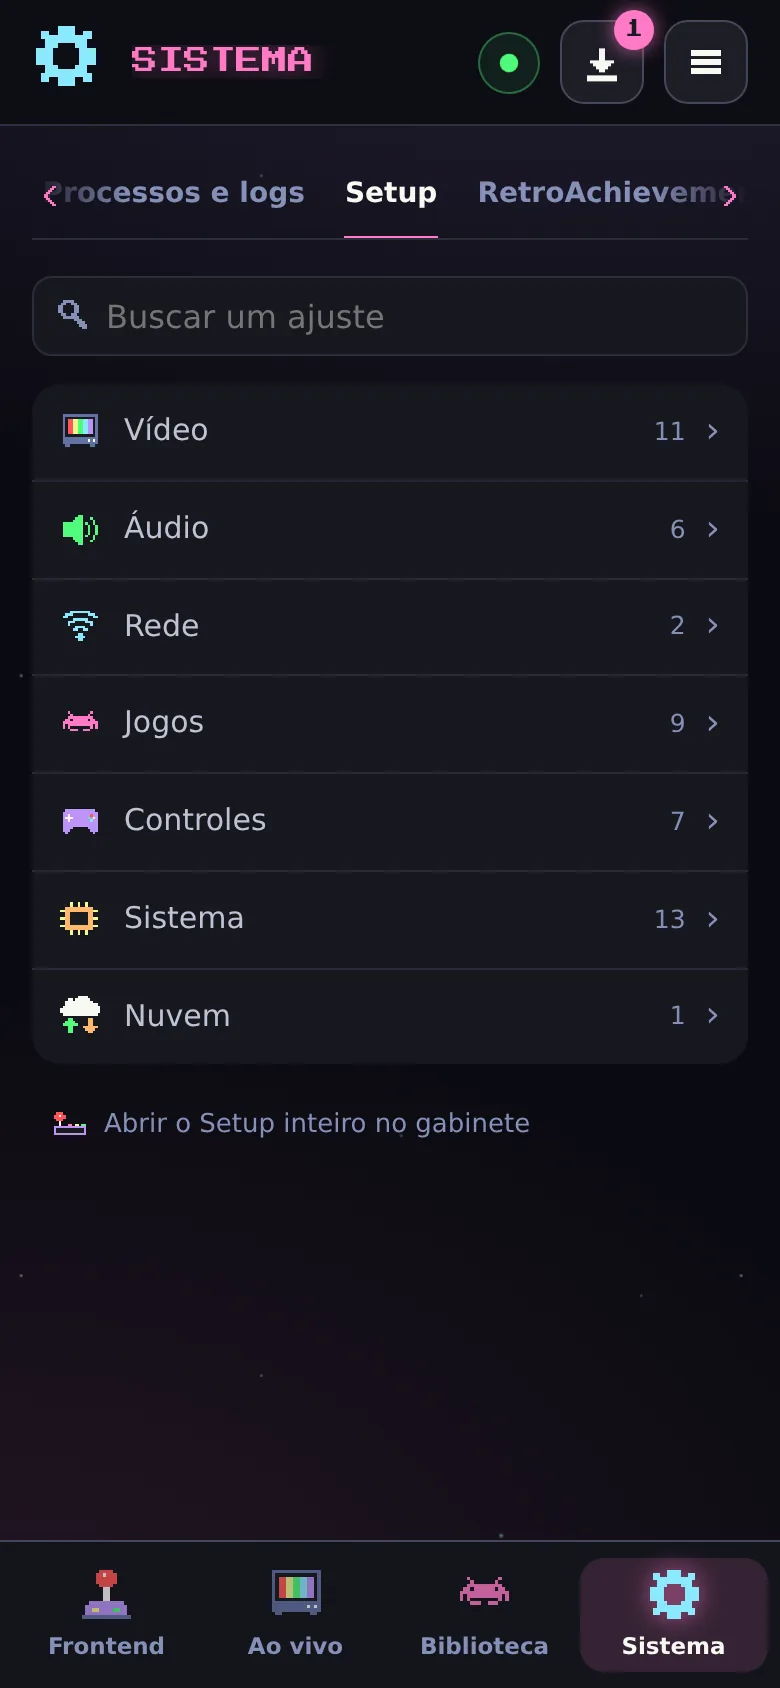 SISTEMA
1
Processos e logs
Setup
RetroAchieveme
Buscar um ajuste
Vídeo 11
Áudio 6
Rede 2
Jogos 9
Controles 7
Sistema 13
Nuvem 1
Abrir o Setup inteiro no gabinete
Frontend
Ao vivo
Biblioteca
Sistema